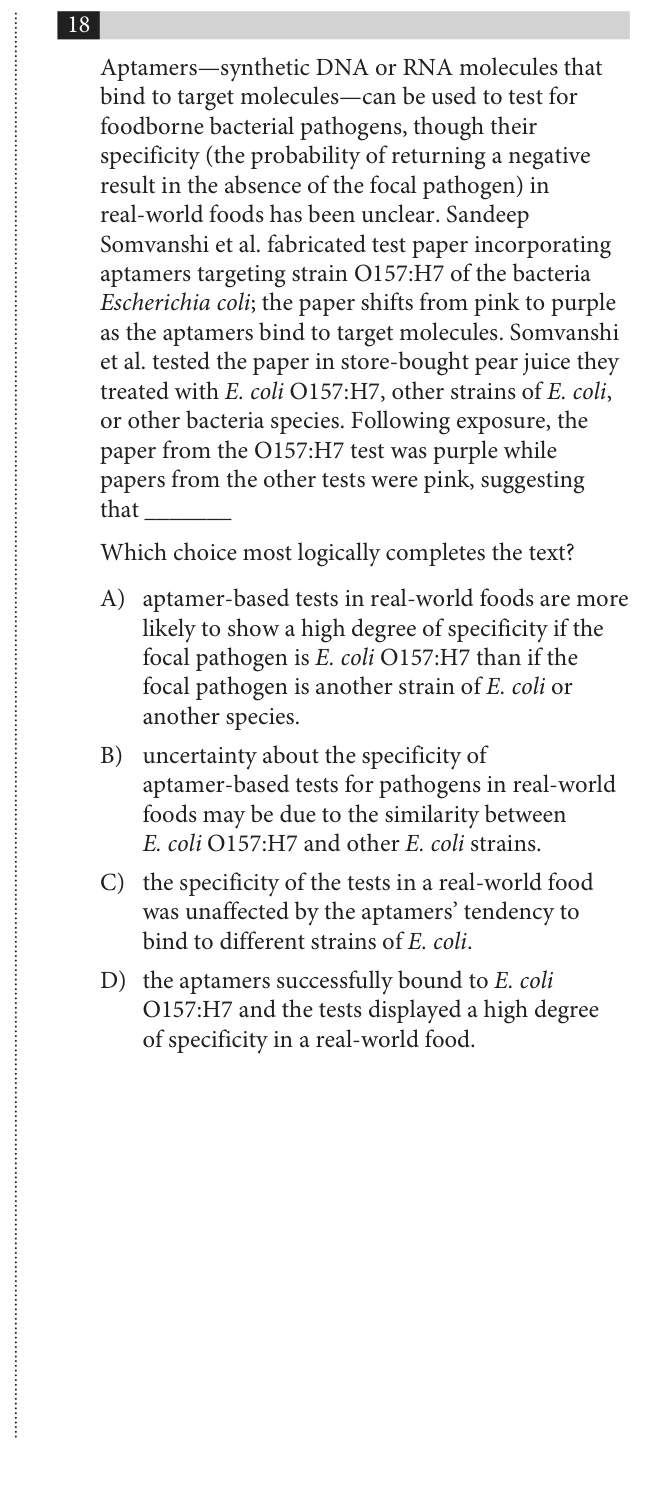 18
Aptamers—synthetic DNA or RNA molecules that
bind to target molecules—can be used to test for
foodborne bacterial pathogens, though their
specificity (the probability of returning a negative
result in the absence of the focal pathogen) in
real-world foods has been unclear. Sandeep
Somvanshi et al. fabricated test paper incorporating
aptamers targeting strain O157:H7 of the bacteria
Escherichia coli; the paper shifts from pink to purple
as the aptamers bind to target molecules. Somvanshi
et al. tested the paper in store-bought pear juice they
treated with E. coli O157:H7, other strains of E. coli,
or other bacteria species. Following exposure, the
paper from the O157:H7 test was purple while
papers from the other tests were pink, suggesting
that _______
Which choice most logically completes the text?
A) aptamer-based tests in real-world foods are more
likely to show a high degree of specificity if the
focal pathogen is E. coli O157:H7 than if the
focal pathogen is another strain of E. coli or
another species.
B) uncertainty about the specificity of
aptamer-based tests for pathogens in real-world
foods may be due to the similarity between
E. coli O157:H7 and other E. coli strains.
C) the specificity of the tests in a real-world food
was unaffected by the aptamers’ tendency to
bind to different strains of E. coli.
D) the aptamers successfully bound to E. coli
O157:H7 and the tests displayed a high degree
of specificity in a real-world food.